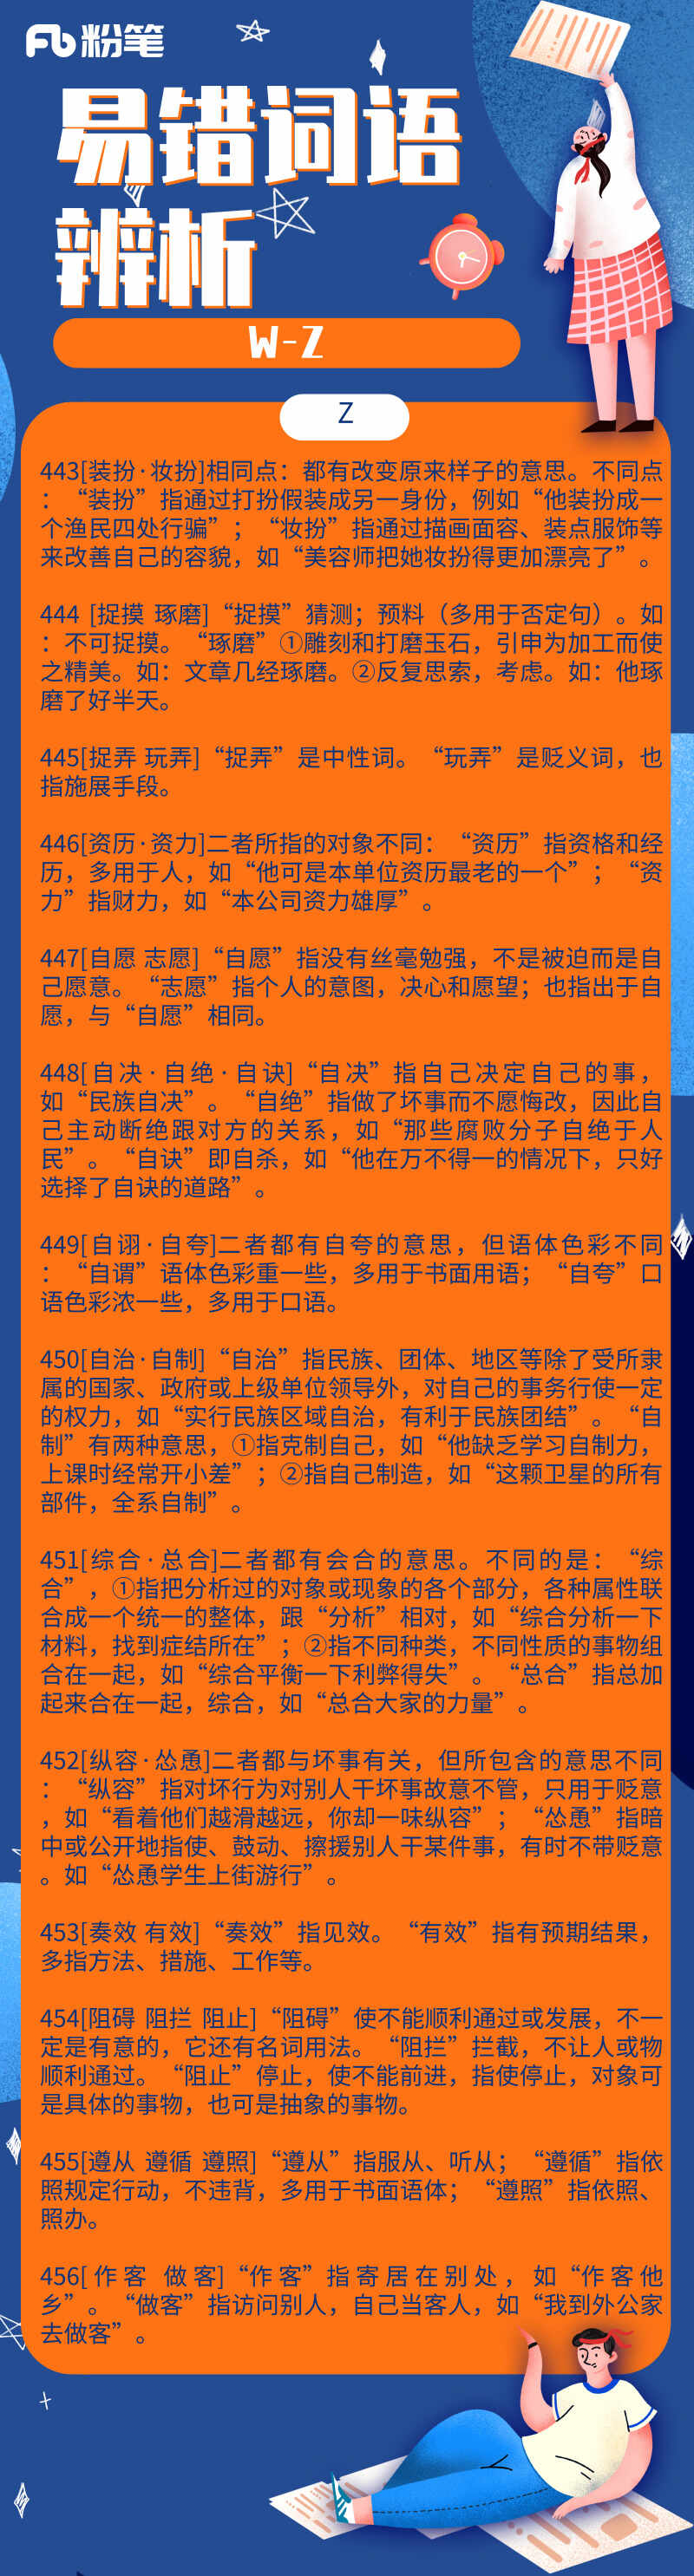 粉笔
易错词语
辨析
W-Z
Z
443[装扮·妆扮]相同点：都有改变原来样子的意思。不同点
：“装扮”指通过打扮假装成另一身份，例如“他装扮成一
个渔民四处行骗”；“妆扮”指通过描画面容、装点服饰等
来改善自己的容貌，如“美容师把她妆扮得更加漂亮了”。
444 [捉摸 琢磨]“捉摸”猜测；预料（多用于否定句）。如
：不可捉摸。“琢磨”①雕刻和打磨玉石，引申为加工而使
之精美。如：文章几经琢磨。②反复思索，考虑。如：他琢
磨了好半天。
445[捉弄 玩弄]“捉弄”是中性词。“玩弄”是贬义词，也
指施展手段。
446[资历·资力]二者所指的对象不同：“资历”指资格和经
历，多用于人，如“他可是本单位资历最老的一个”；“资
力”指财力，如“本公司资力雄厚”。
447[自愿 志愿]“自愿”指没有丝毫勉强，不是被迫而是自
己愿意。“志愿”指个人的意图，决心和愿望；也指出于自
愿，与“自愿”相同。
448[自决·自绝·自诀]“自决”指自己决定自己的事，
如“民族自决”。“自绝”指做了坏事而不愿悔改，因此自
己主动断绝跟对方的关系，如“那些腐败分子自绝于人
民”。“自诀”即自杀，如“他在万不得一的情况下，只好
选择了自诀的道路”。
449[自诩·自夸]二者都有自夸的意思，但语体色彩不同
：“自谓”语体色彩重一些，多用于书面用语；“自夸”口
语色彩浓一些，多用于口语。
450[自治·自制]“自治”指民族、团体、地区等除了受所隶
属的国家、政府或上级单位领导外，对自己的事务行使一定
的权力，如“实行民族区域自治，有利于民族团结”。“自
制”有两种意思，①指克制自己，如“他缺乏学习自制力，
上课时经常开小差”；②指自己制造，如“这颗卫星的所有
部件，全系自制”。
451[综合·总合]二者都有会合的意思。不同的是：“综
合”，①指把分析过的对象或现象的各个部分，各种属性联
合成一个统一的整体，跟“分析”相对，如“综合分析一下
材料，找到症结所在”；②指不同种类，不同性质的事物组
合在一起，如“综合平衡一下利弊得失”。“总合”指总加
起来合在一起，综合，如“总合大家的力量”。
452[纵容·怂恿]二者都与坏事有关，但所包含的意思不同
：“纵容”指对坏行为对别人干坏事故意不管，只用于贬意
，如“看着他们越滑越远，你却一味纵容”；“怂恿”指暗
中或公开地指使、鼓动、撺掇别人干某件事，有时不带贬意
。如“怂恿学生上街游行”。
453[奏效 有效]“奏效”指见效。“有效”指有预期结果，
多指方法、措施、工作等。
454[阻碍 阻拦 阻止]“阻碍”使不能顺利通过或发展，不一
定是有意的，它还有名词用法。“阻拦”拦截，不让人或物
顺利通过。“阻止”停止，使不能前进，指使停止，对象可
是具体的事物，也可是抽象的事物。
455[遵从 遵循 遵照]“遵从”指服从、听从；“遵循”指依
照规定行动，不违背，多用于书面语体；“遵照”指依照、
照办。
456[作客 做客]“作客”指寄居在别处，如“作客他
乡”。“做客”指访问别人，自己当客人，如“我到外公家
去做客”。